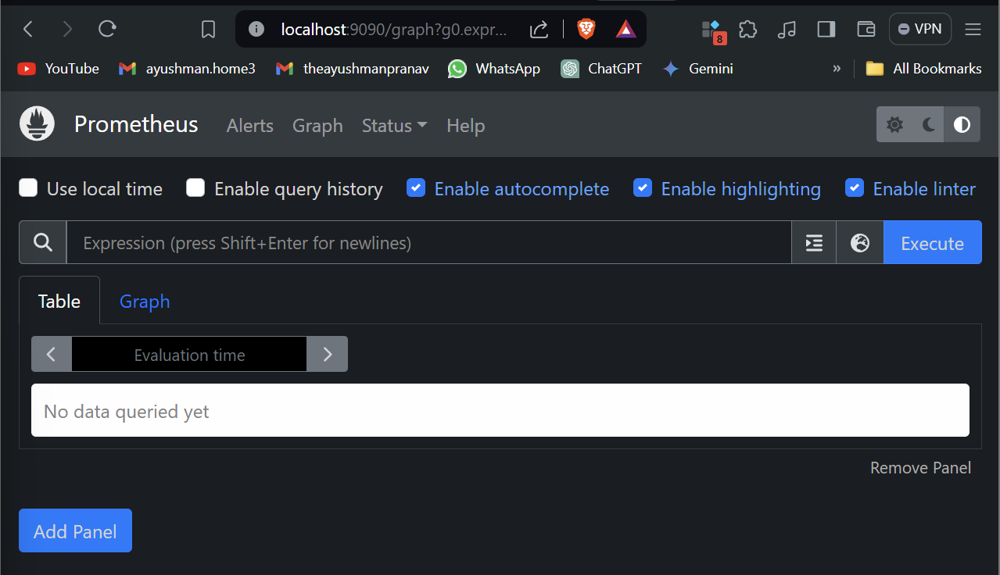 localhost:9090/graph?g0.expr...
8
VPN
YouTube ayushman.home3 theayushmanpranav WhatsApp ChatGPT Gemini » All Bookmarks
Prometheus Alerts Graph Status Help
Use local time Enable query history Enable autocomplete Enable highlighting Enable linter
Expression (press Shift+Enter for newlines) Execute
Table Graph
Evaluation time
No data queried yet
Remove Panel
Add Panel